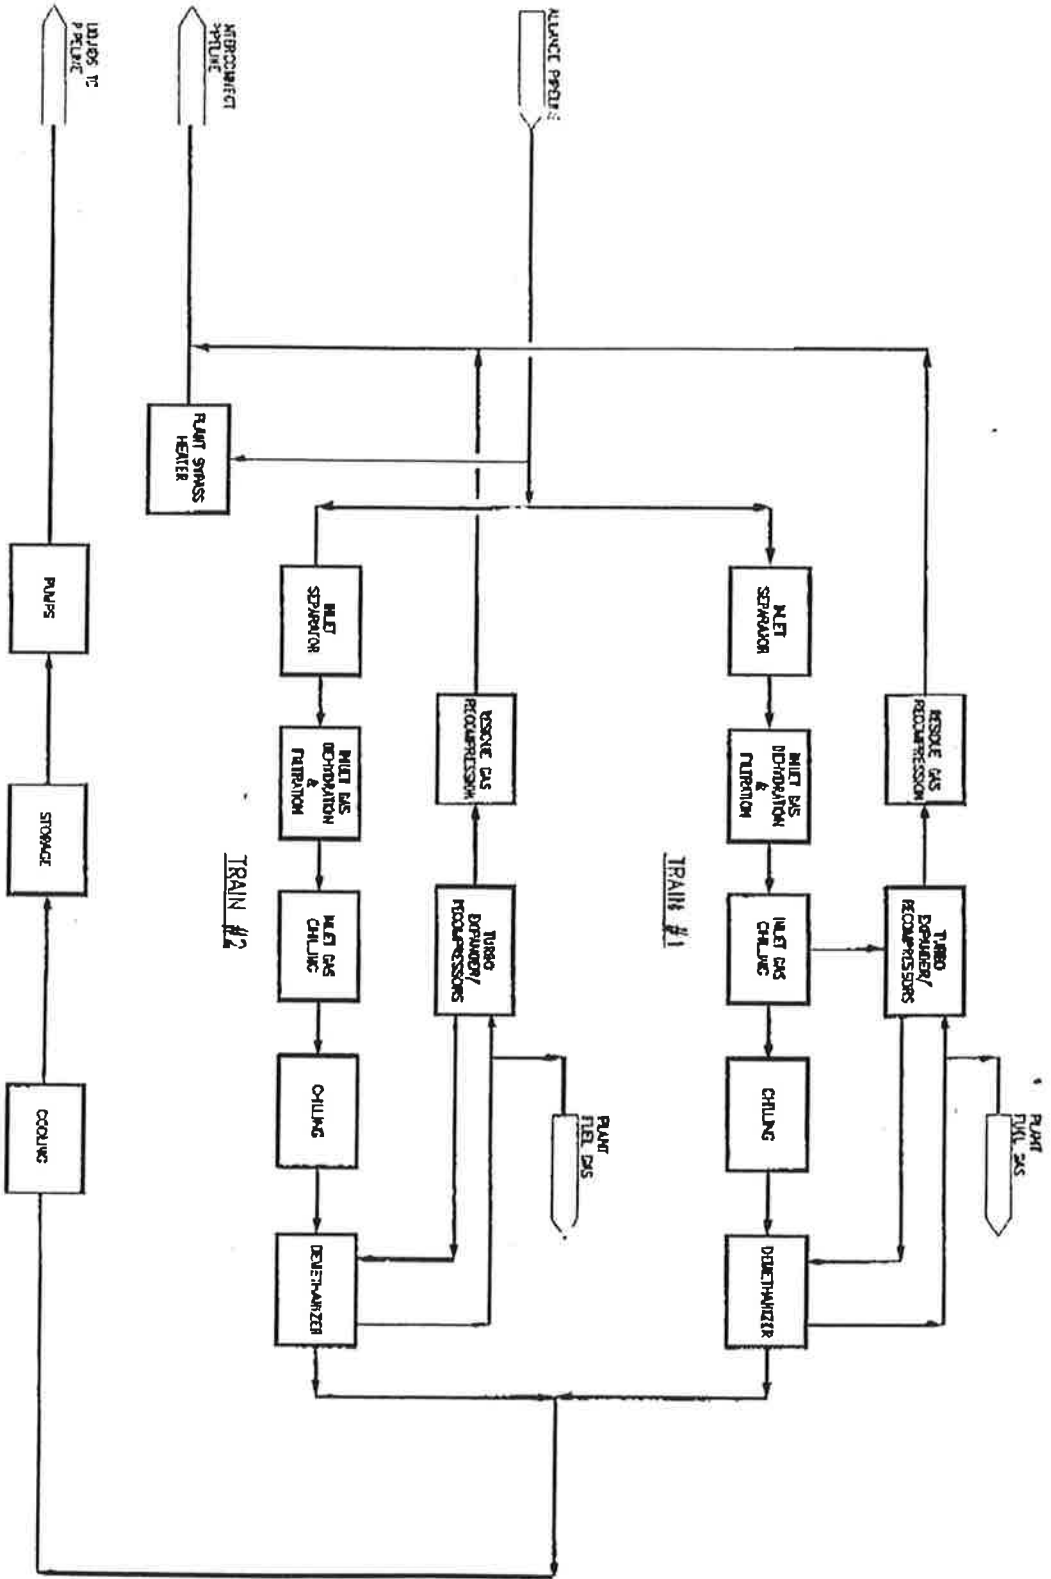 PLANT
FUEL GAS
RESIDUE GAS
RECOMPRESSION
TURBO
EXPANDER/
RECOMPRESSORS
INLET
SEPARATOR
INLET GAS
DEHYDRATION
&
FILTRATION
INLET GAS
CHILLING
CHILLING
DEMETHANIZER
TRAIN #1
ALLIANCE PIPELINE
PLANT
FUEL GAS
RESIDUE GAS
RECOMPRESSION
TURBO
EXPANDER/
RECOMPRESSORS
INLET
SEPARATOR
INLET GAS
DEHYDRATION
&
FILTRATION
INLET GAS
CHILLING
CHILLING
DEMETHANIZER
TRAIN #2
INTERCONNECT
PIPELINE
PLANT BYPASS
HEATER
LIQUIDS TO
PIPELINE
PUMPS
STORAGE
COOLING